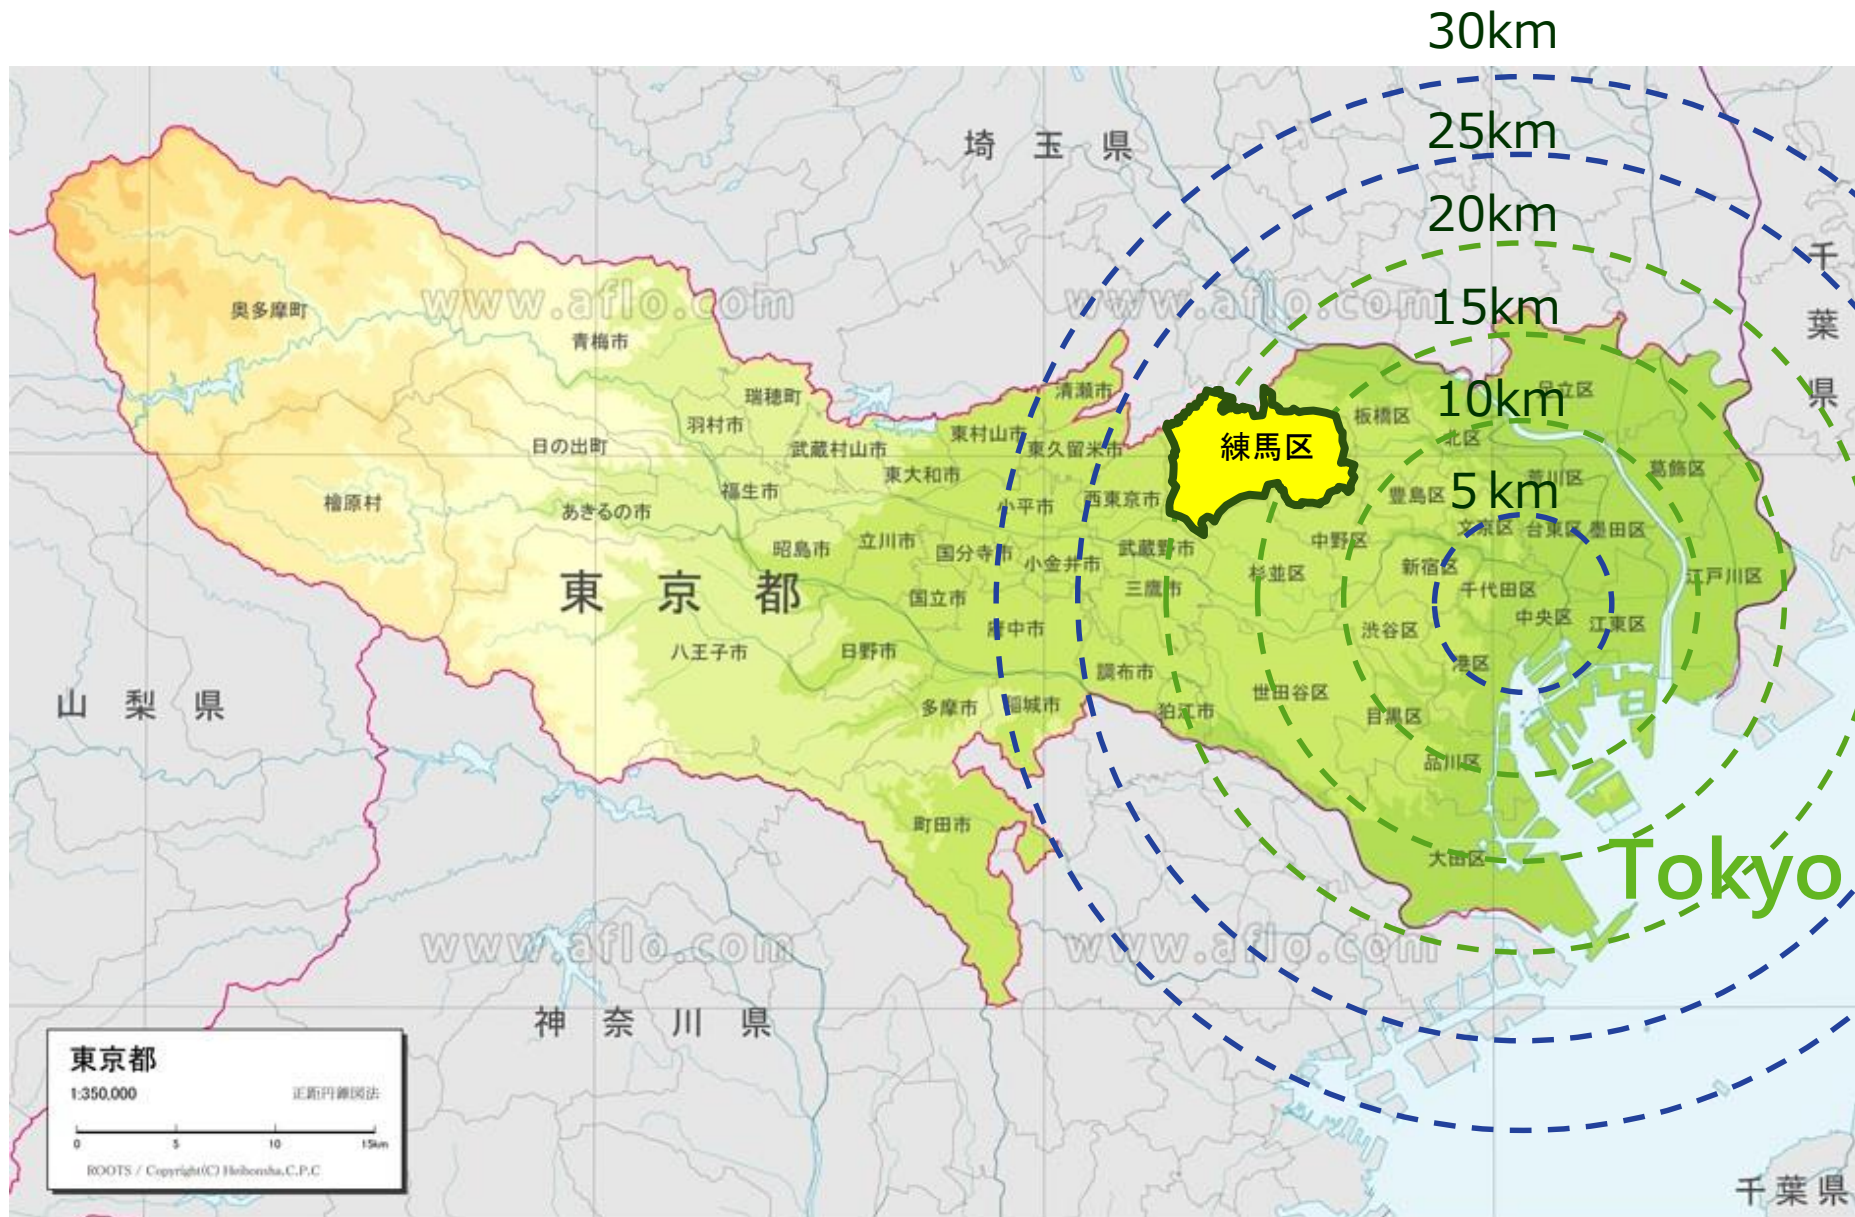 30km
25km
20km
15km
10km
5km
埼玉県
千葉県
www.aflo.com
www.aflo.com
奥多摩町
青梅市
瑞穂町
羽村市
清瀬市
足立区
板橋区
北区
日の出町
武蔵村山市
東村山市
東久留米市
練馬区
東大和市
葛飾区
荒川区
檜原村
あきるの市
福生市
小平市
西東京市
豊島区
文京区
台東区
墨田区
昭島市
立川市
国分寺市
小金井市
武蔵野市
中野区
新宿区
杉並区
江戸川区
東京都
国立市
三鷹市
千代田区
中央区
江東区
府中市
渋谷区
八王子市
日野市
調布市
港区
世田谷区
山梨県
多摩市
稲城市
狛江市
目黒区
品川区
町田市
大田区
Tokyo
www.aflo.com
www.aflo.com
神奈川県
東京都
1:350,000
正距円錐図法
0 5 10 15km
ROOTS / Copyright(C) Heibonsha.C.P.C
千葉県